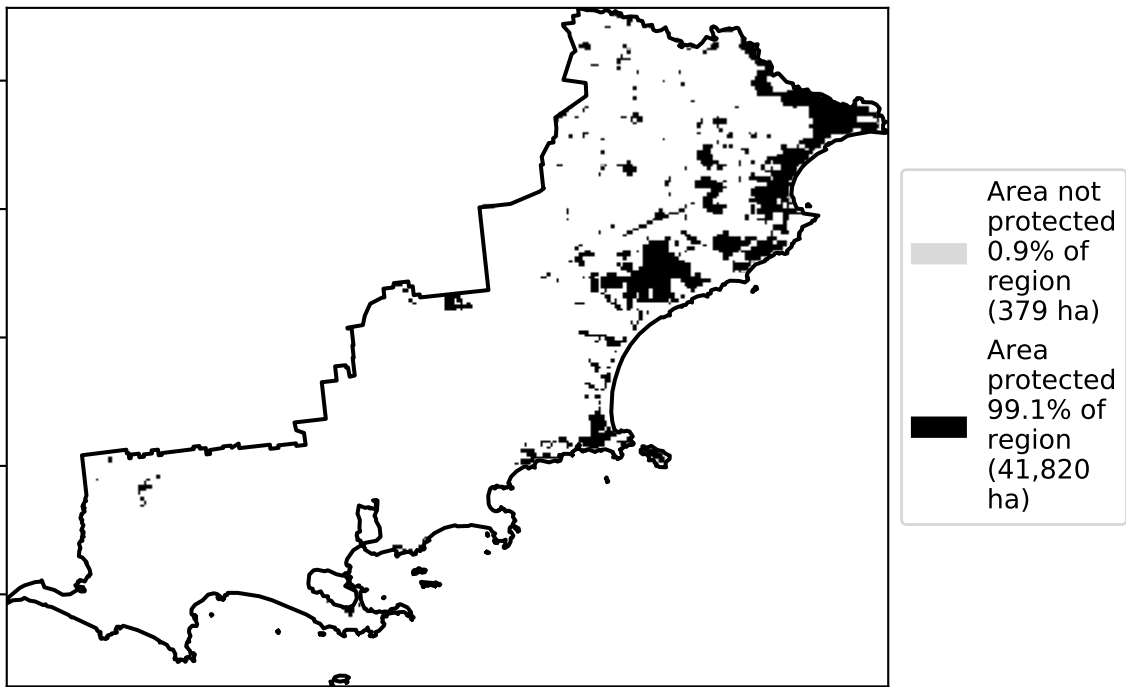 Area not
protected
0.9% of
region
(379 ha)
Area
protected
99.1% of
region
(41,820
ha)